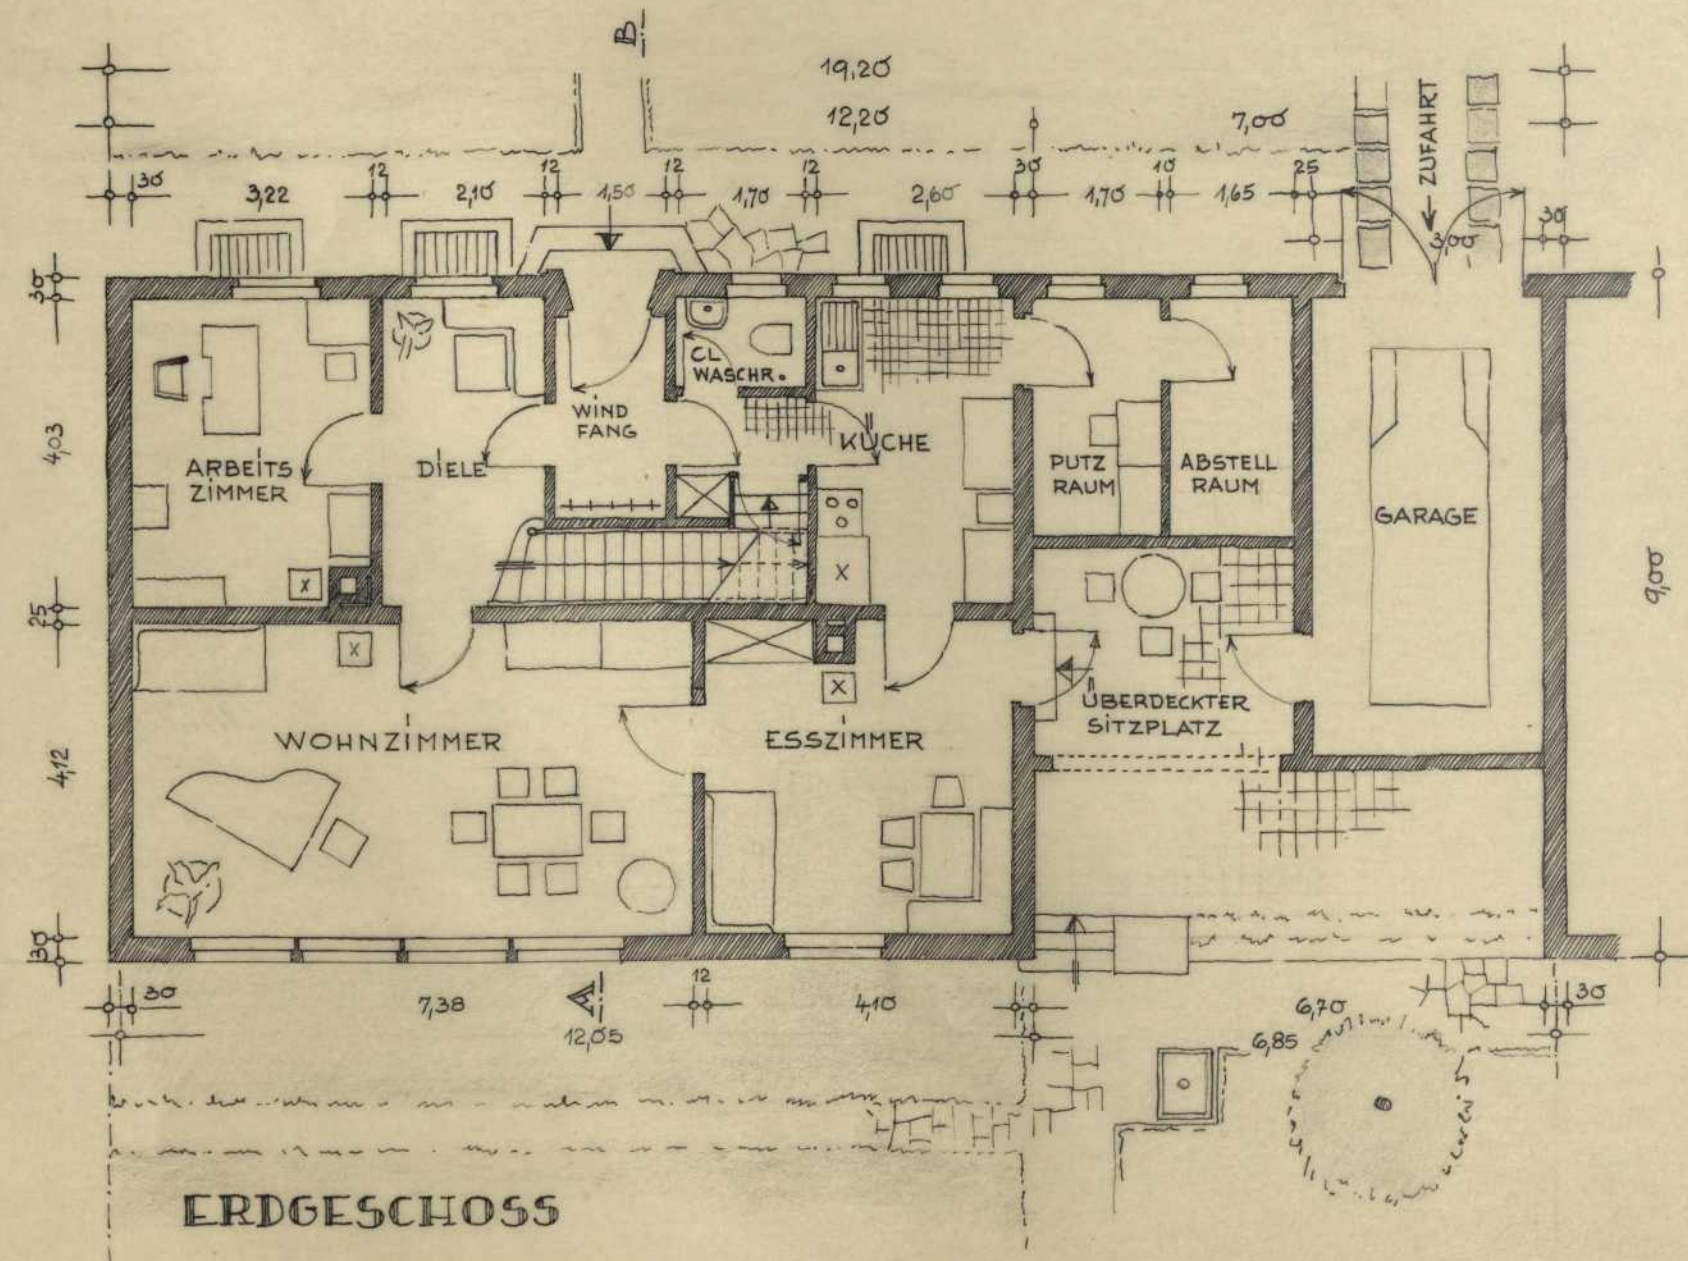 B
19,20
12,20
7,00
ZUFAHRT
30
3,22
12
2,10
12
1,50
12
1,70
12
2,60
30
1,70
10
1,65
25
3,00
30
30
4,03
25
4,12
30
9,00
ARBEITS
ZIMMER
DIELE
WIND
FANG
CL
WASCHR.
KÜCHE
PUTZ
RAUM
ABSTELL
RAUM
GARAGE
X
X
X
X
WOHNZIMMER
ESSZIMMER
ÜBERDECKTER
SITZPLATZ
30
7,38
A
12
4,10
6,70
30
12,05
6,85
ERDGESCHOSS